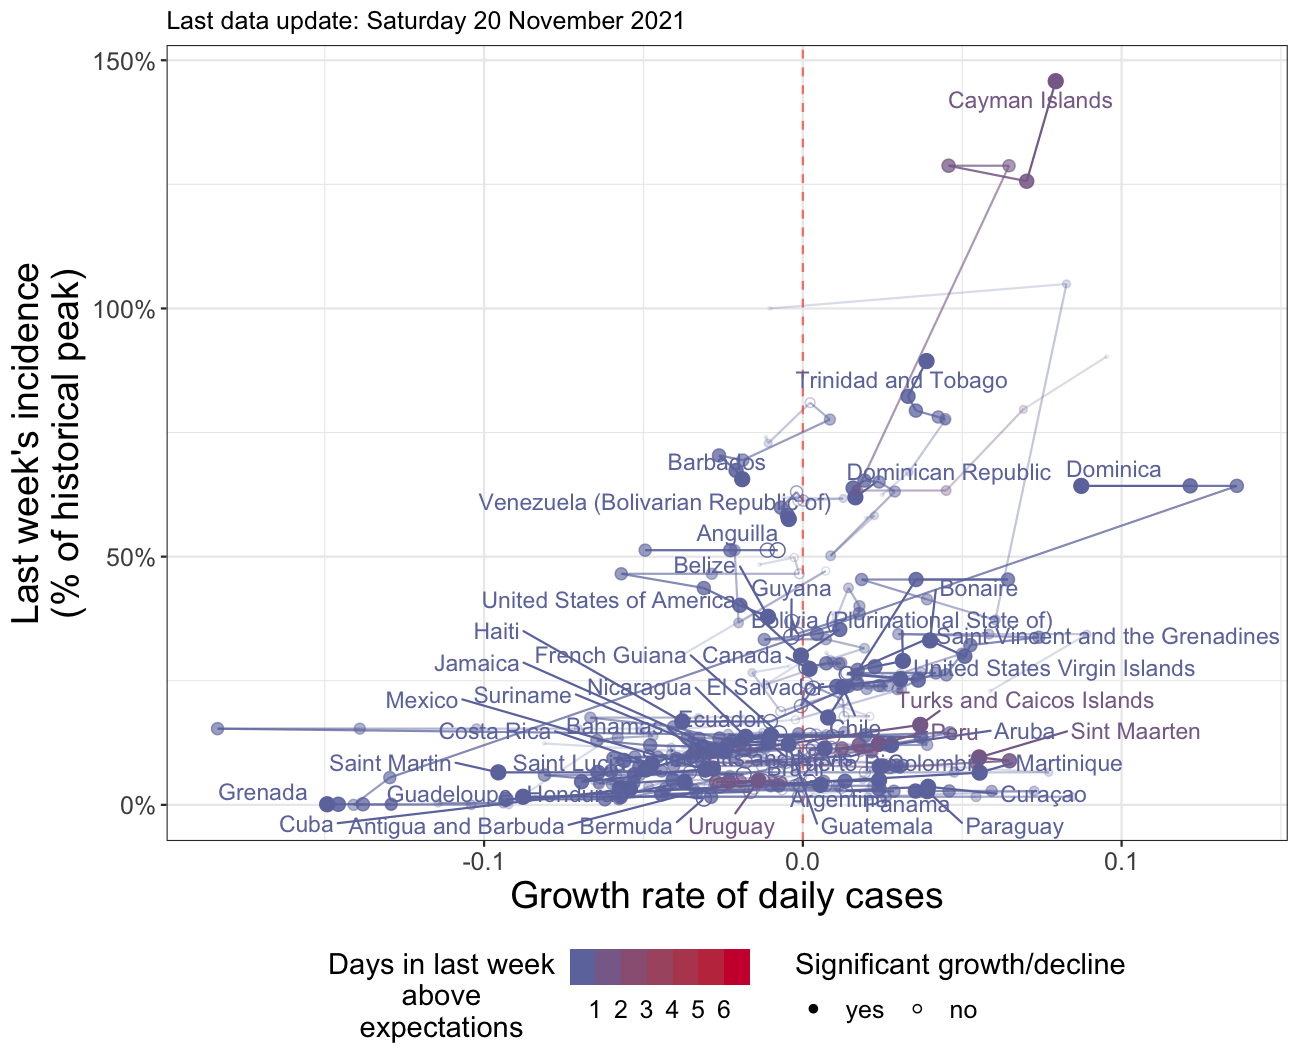 Last data update: Saturday 20 November 2021
150%
Cayman Islands
100%
Trinidad and Tobago
Barbados
Dominican Republic
Dominica
Venezuela (Bolivarian Republic of)
Anguilla
50%
Belize
Guyana
Bonaire
United States of America
Bolivia (Plurinational State of)
Haiti
Saint Vincent and the Grenadines
French Guiana
Canada
Jamaica
United States Virgin Islands
Nicaragua
El Salvador
Suriname
Mexico
Turks and Caicos Islands
Ecuador
Bahamas
Chile
Costa Rica
Peru
Aruba
Sint Maarten
Saint Martin
Saint Lucia
Brazil
Colombia
Martinique
Grenada
Guadeloupe
Honduras
Argentina
Panama
Curaçao
Cuba
Antigua and Barbuda
Bermuda
Uruguay
Guatemala
Paraguay
0%
-0.1
0.0
0.1
Last week's incidence
(% of historical peak)
Growth rate of daily cases
Days in last week
above
expectations
1 2 3 4 5 6
Significant growth/decline
yes
no